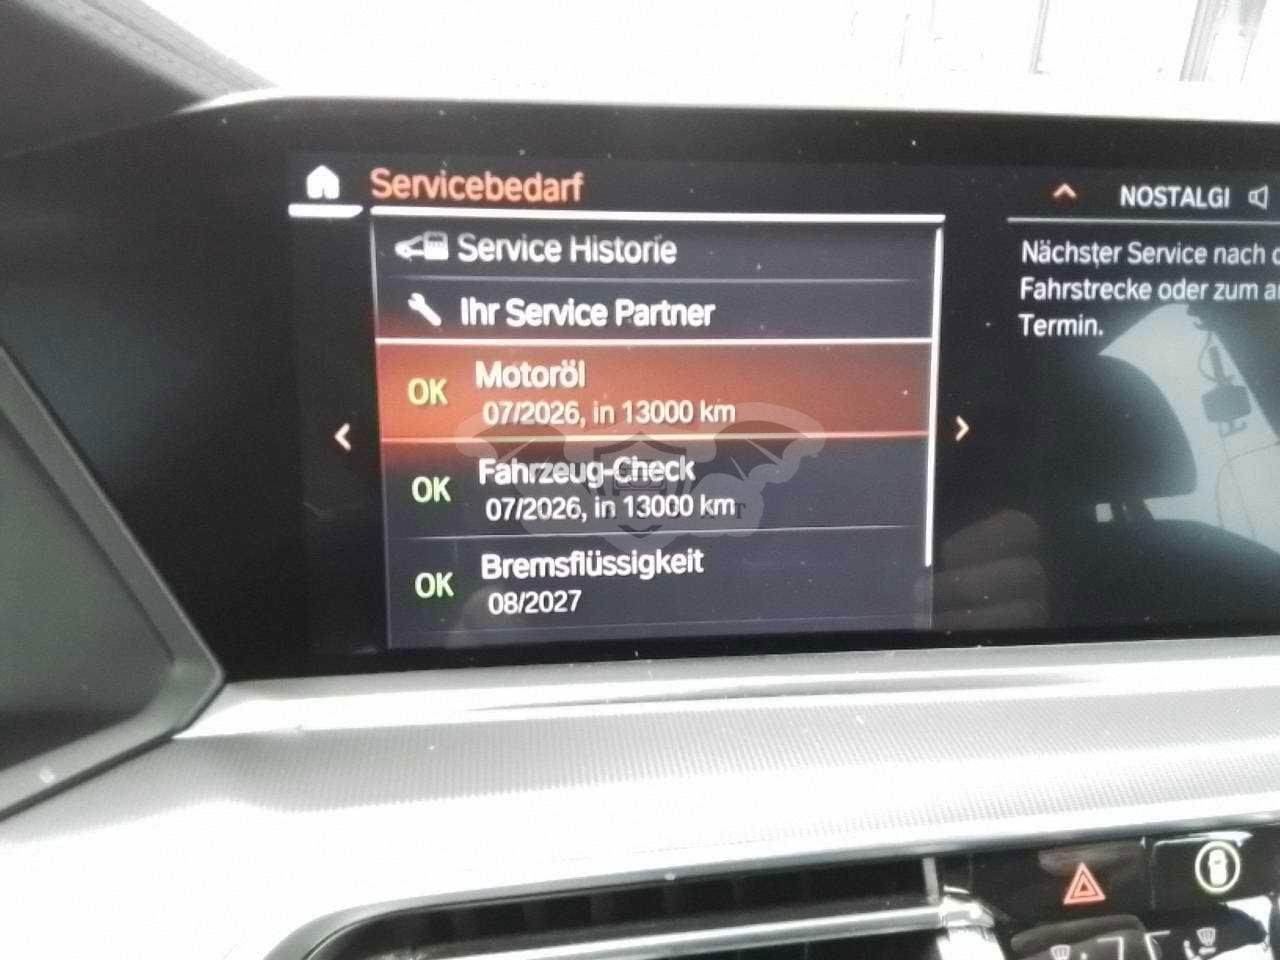 Servicebedarf
NOSTALGI
Service Historie
Ihr Service Partner
OK Motoröl
07/2026, in 13000 km
OK Fahrzeug-Check
07/2026, in 13000 km
OK Bremsflüssigkeit
08/2027
Nächster Service nach
Fahrstrecke oder zum
Termin.